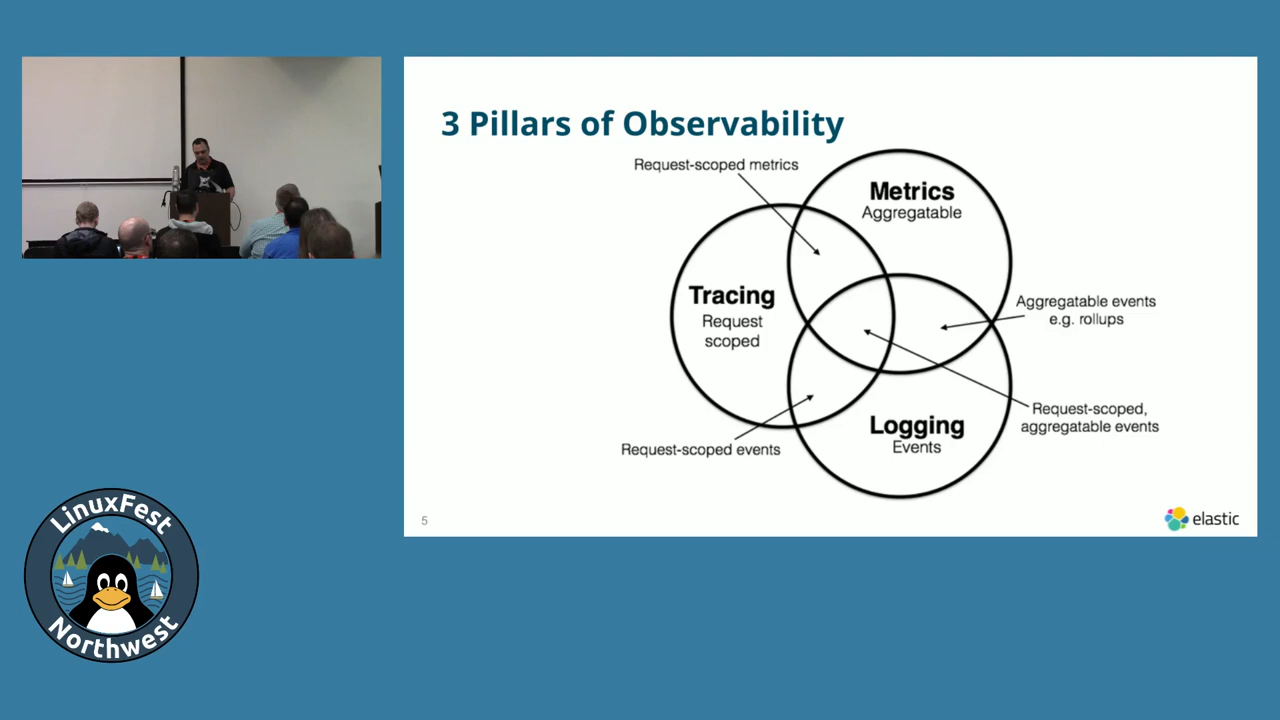 3 Pillars of Observability
Request-scoped metrics
Metrics
Aggregatable
Tracing
Request
scoped
Aggregatable events
e.g. rollups
Request-scoped,
aggregatable events
Logging
Events
Request-scoped events
5
elastic
LinuxFest
Northwest